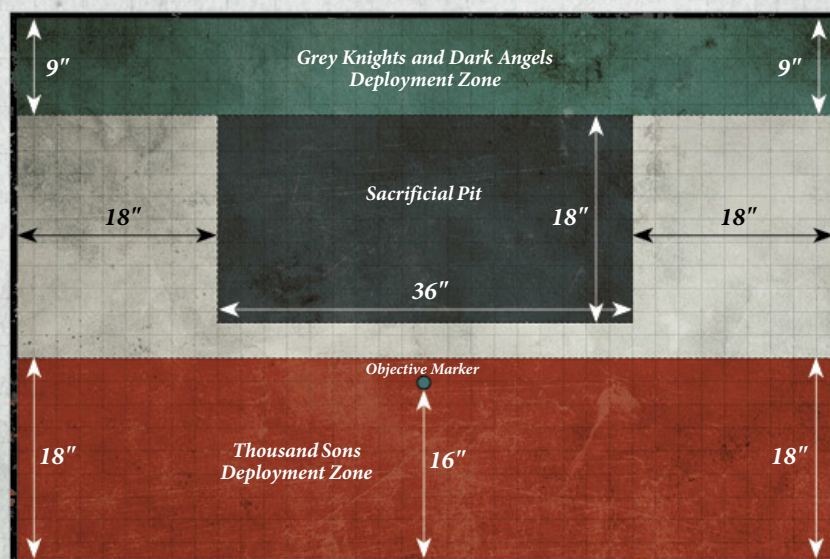 9"
Grey Knights and Dark Angels
Deployment Zone
9"
Sacrificial Pit
18"
18"
18"
36"
Objective Marker
18"
Thousand Sons
Deployment Zone
16"
18"